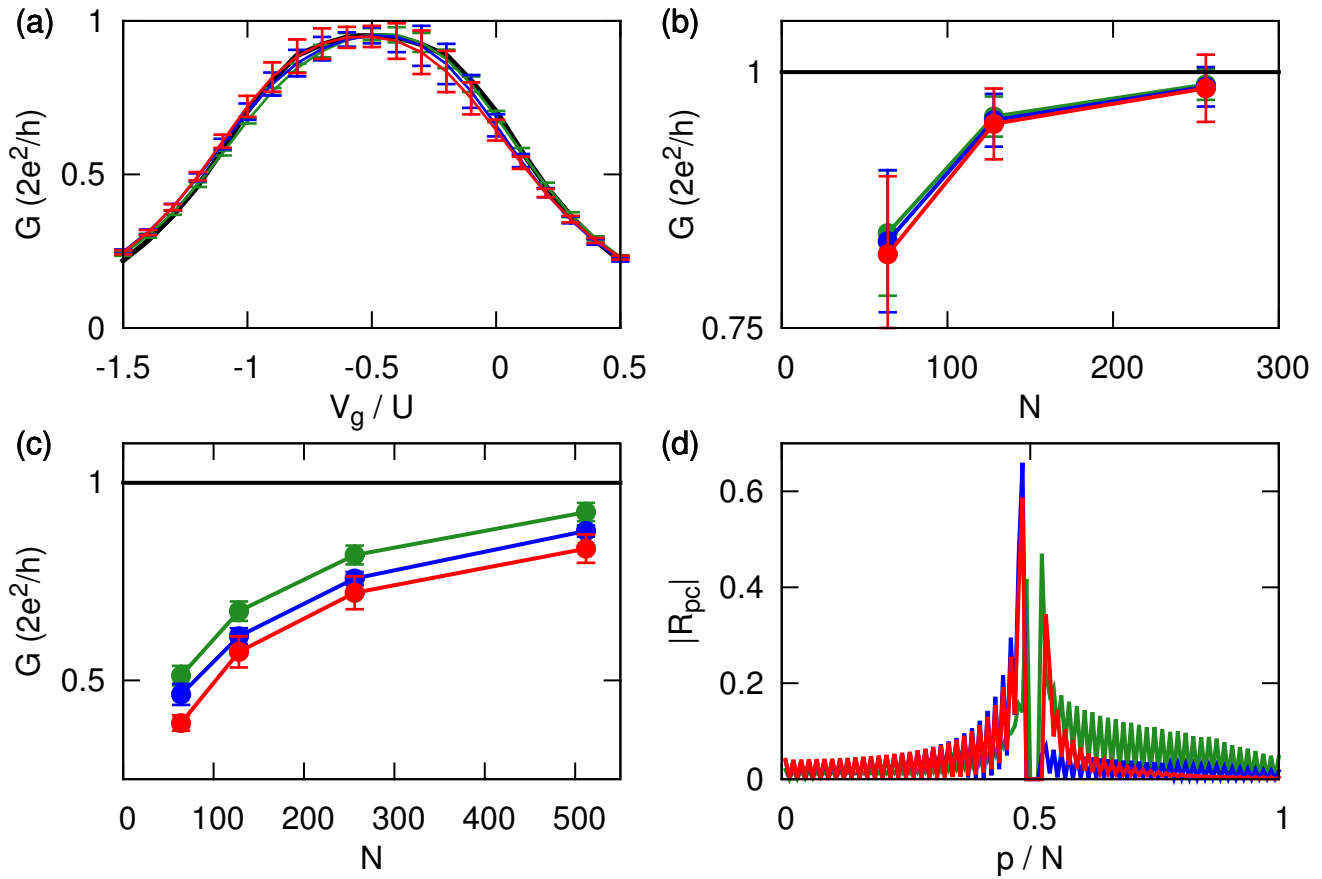 (a)
1
0.5
0
G (2e²/h)
-1.5 -1 -0.5 0 0.5
V_g / U
(b)
1
0.75
G (2e²/h)
0 100 200 300
N
(c)
1
0.5
G (2e²/h)
0 100 200 300 400 500
N
(d)
0.6
0.4
0.2
0
|R_pc|
0 0.5 1
p / N